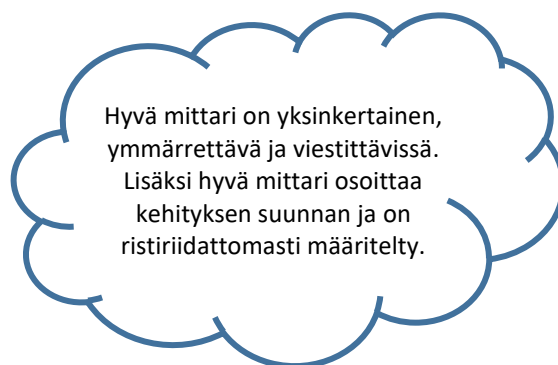 Hyvä mittari on yksinkertainen,
ymmärrettävä ja viestittävissä.
Lisäksi hyvä mittari osoittaa
kehityksen suunnan ja on
ristiriidattomasti määritelty.